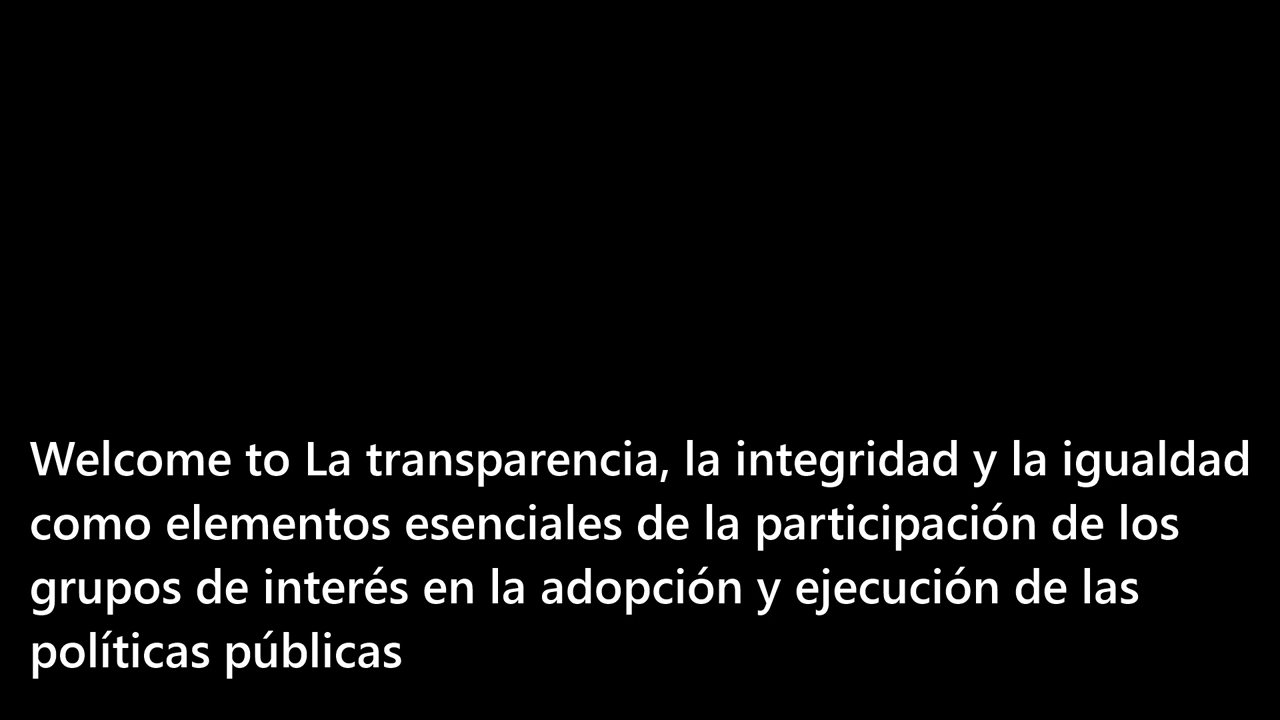 Welcome to La transparencia, la integridad y la igualdad
como elementos esenciales de la participación de los
grupos de interés en la adopción y ejecución de las
políticas públicas